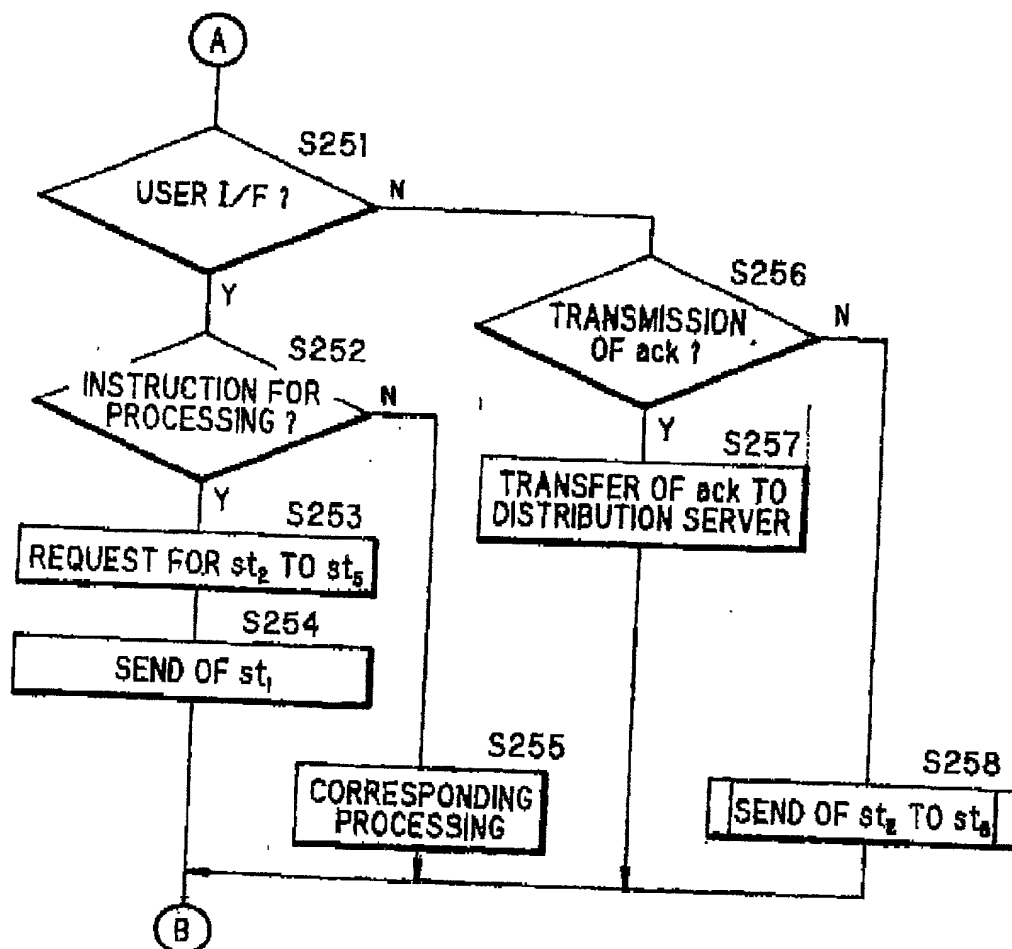 A
S251
USER I/F ?
N
Y
S256
TRANSMISSION
OF ack ?
N
S252
INSTRUCTION FOR
PROCESSING ?
N
Y
Y
S257
TRANSFER OF ack TO
DISTRIBUTION SERVER
S253
REQUEST FOR st₂ TO st₅
S254
SEND OF st₁
S255
CORRESPONDING
PROCESSING
S258
SEND OF st₂ TO st₅
B